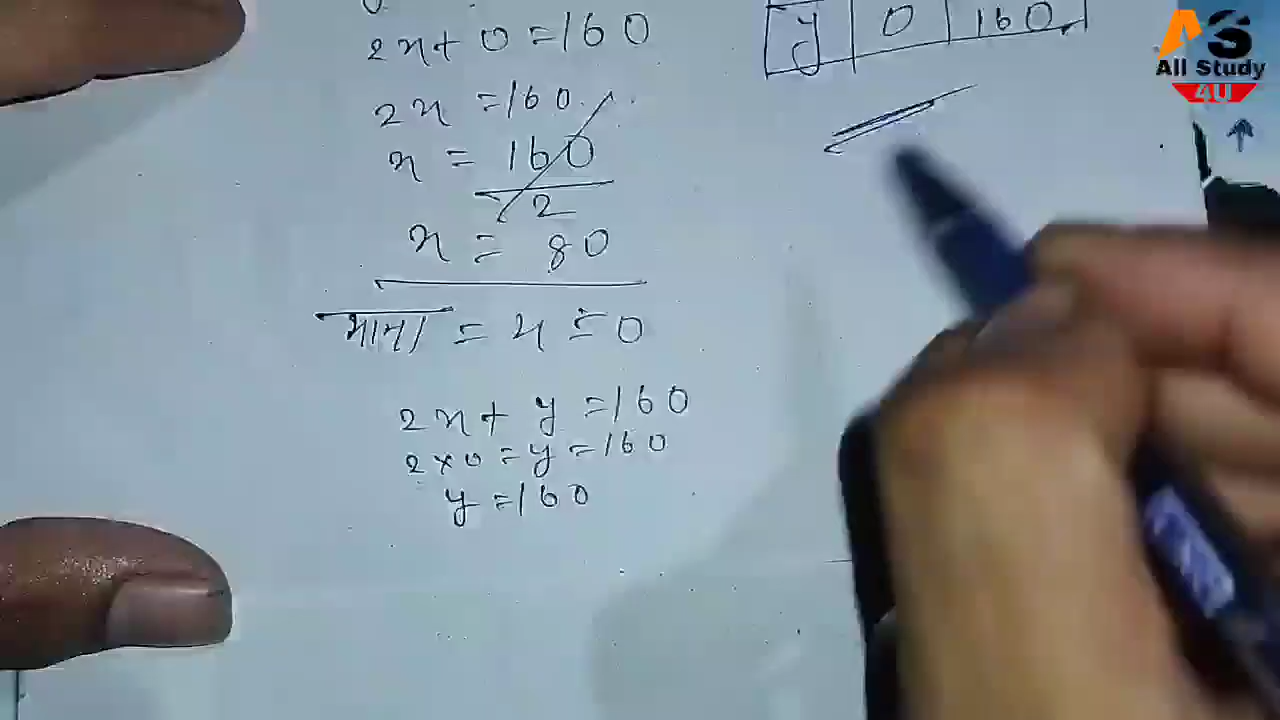 2x + 0 = 160
2x = 160
x = 160
2
x = 80
माना = x = 0
2x + y = 160
2 × 0 = y = 160
y = 160
y 0 160
AS
All Study
4U